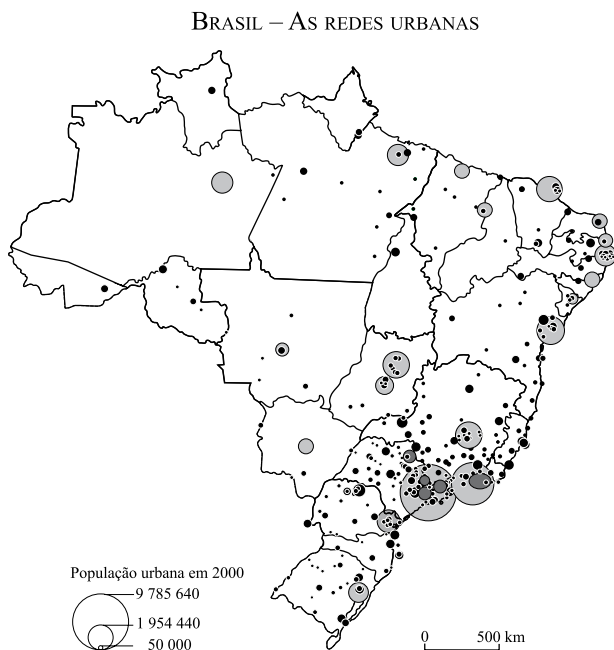 BRASIL – AS REDES URBANAS
População urbana em 2000
9 785 640
1 954 440
50 000
0 500 km